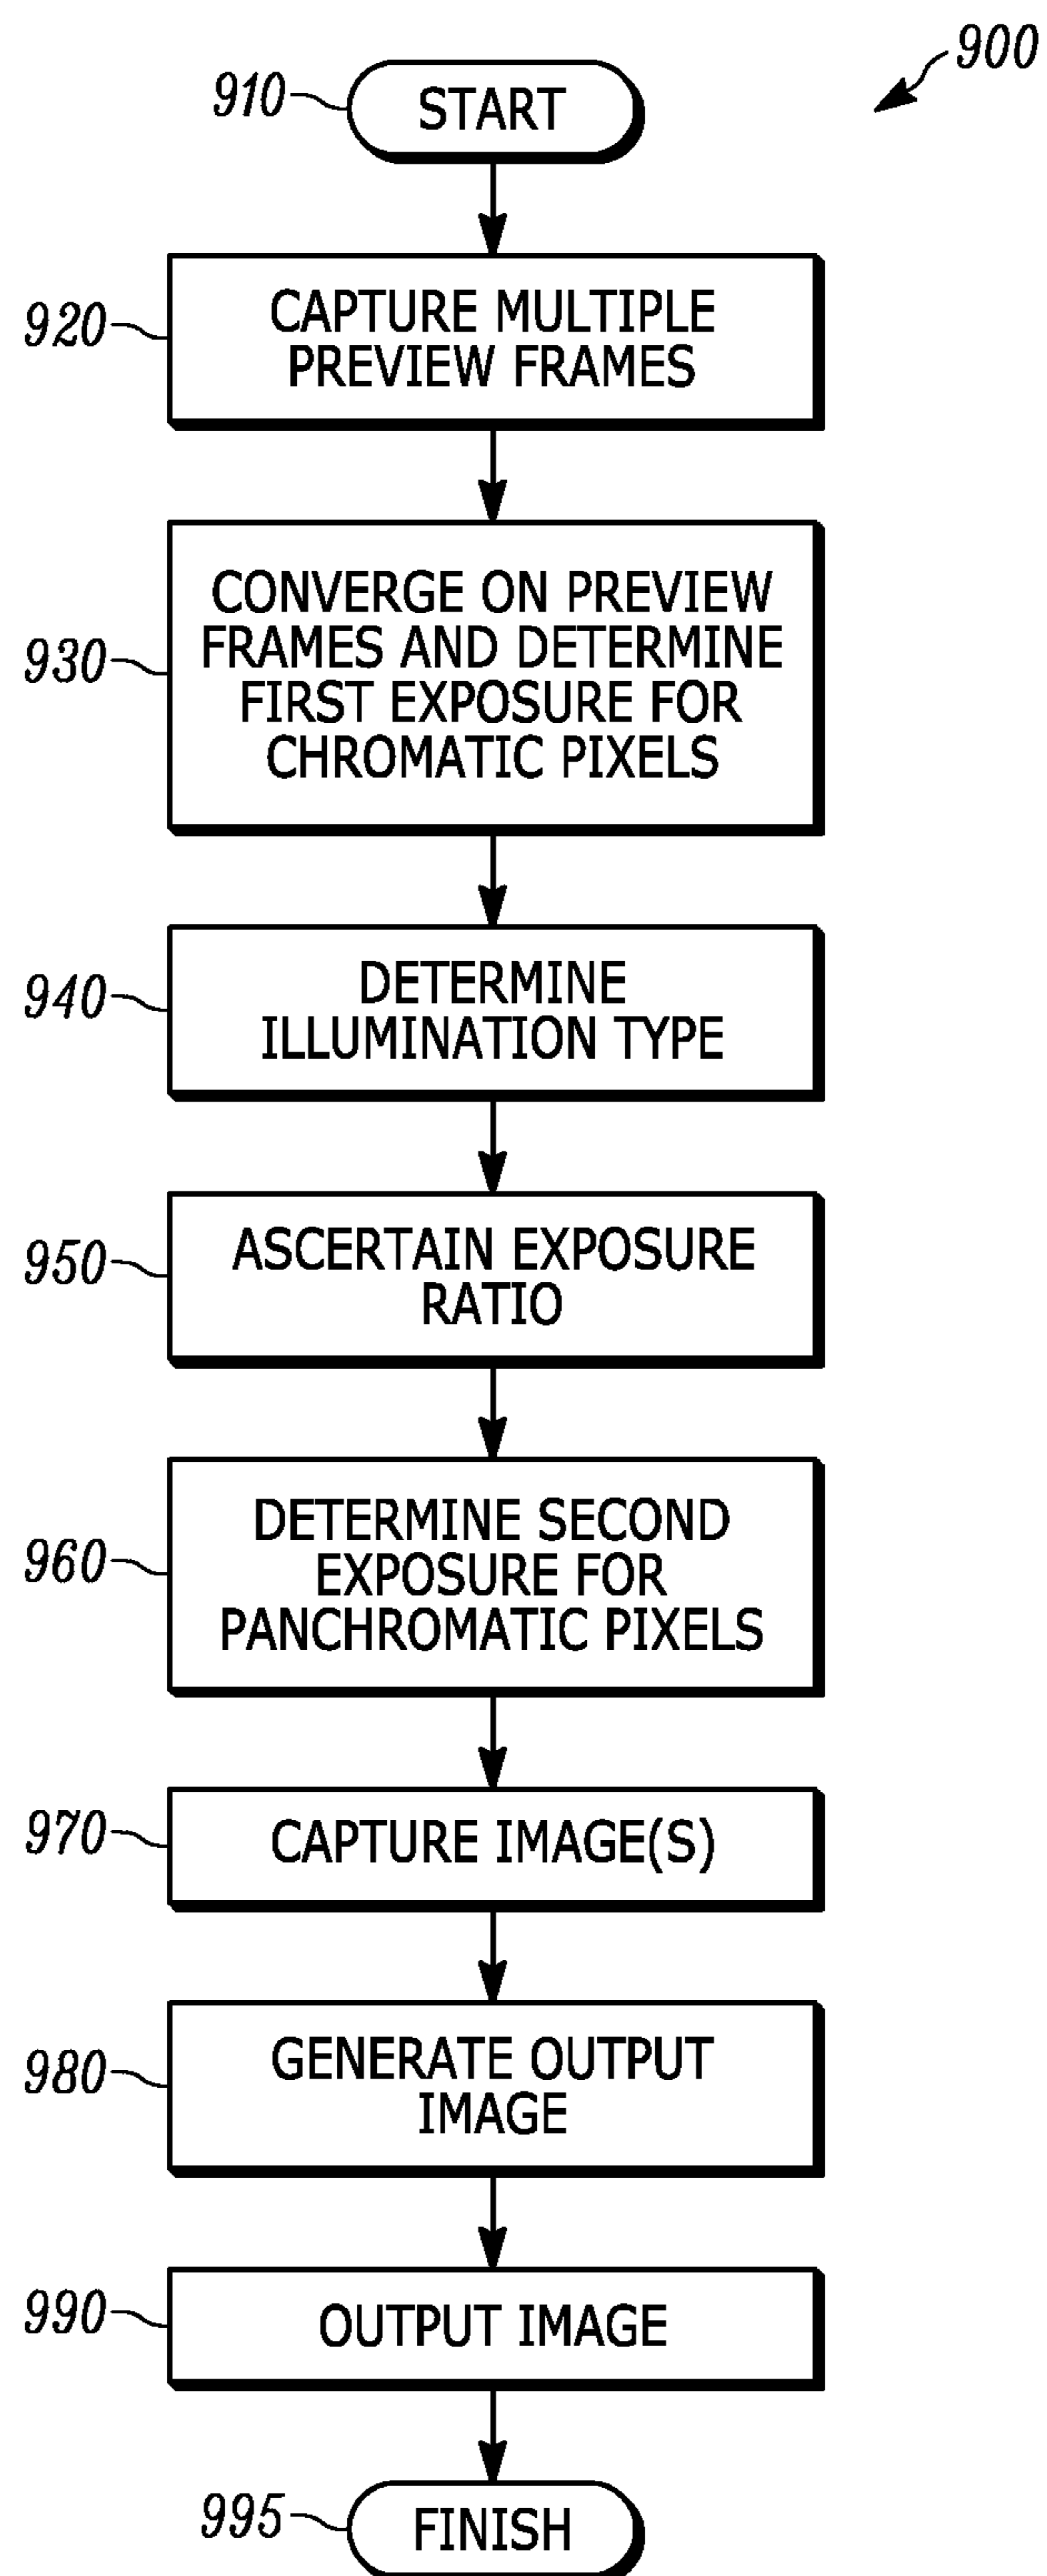 900
910
START
920
CAPTURE MULTIPLE
PREVIEW FRAMES
930
CONVERGE ON PREVIEW
FRAMES AND DETERMINE
FIRST EXPOSURE FOR
CHROMATIC PIXELS
940
DETERMINE
ILLUMINATION TYPE
950
ASCERTAIN EXPOSURE
RATIO
960
DETERMINE SECOND
EXPOSURE FOR
PANCHROMATIC PIXELS
970
CAPTURE IMAGE(S)
980
GENERATE OUTPUT
IMAGE
990
OUTPUT IMAGE
995
FINISH